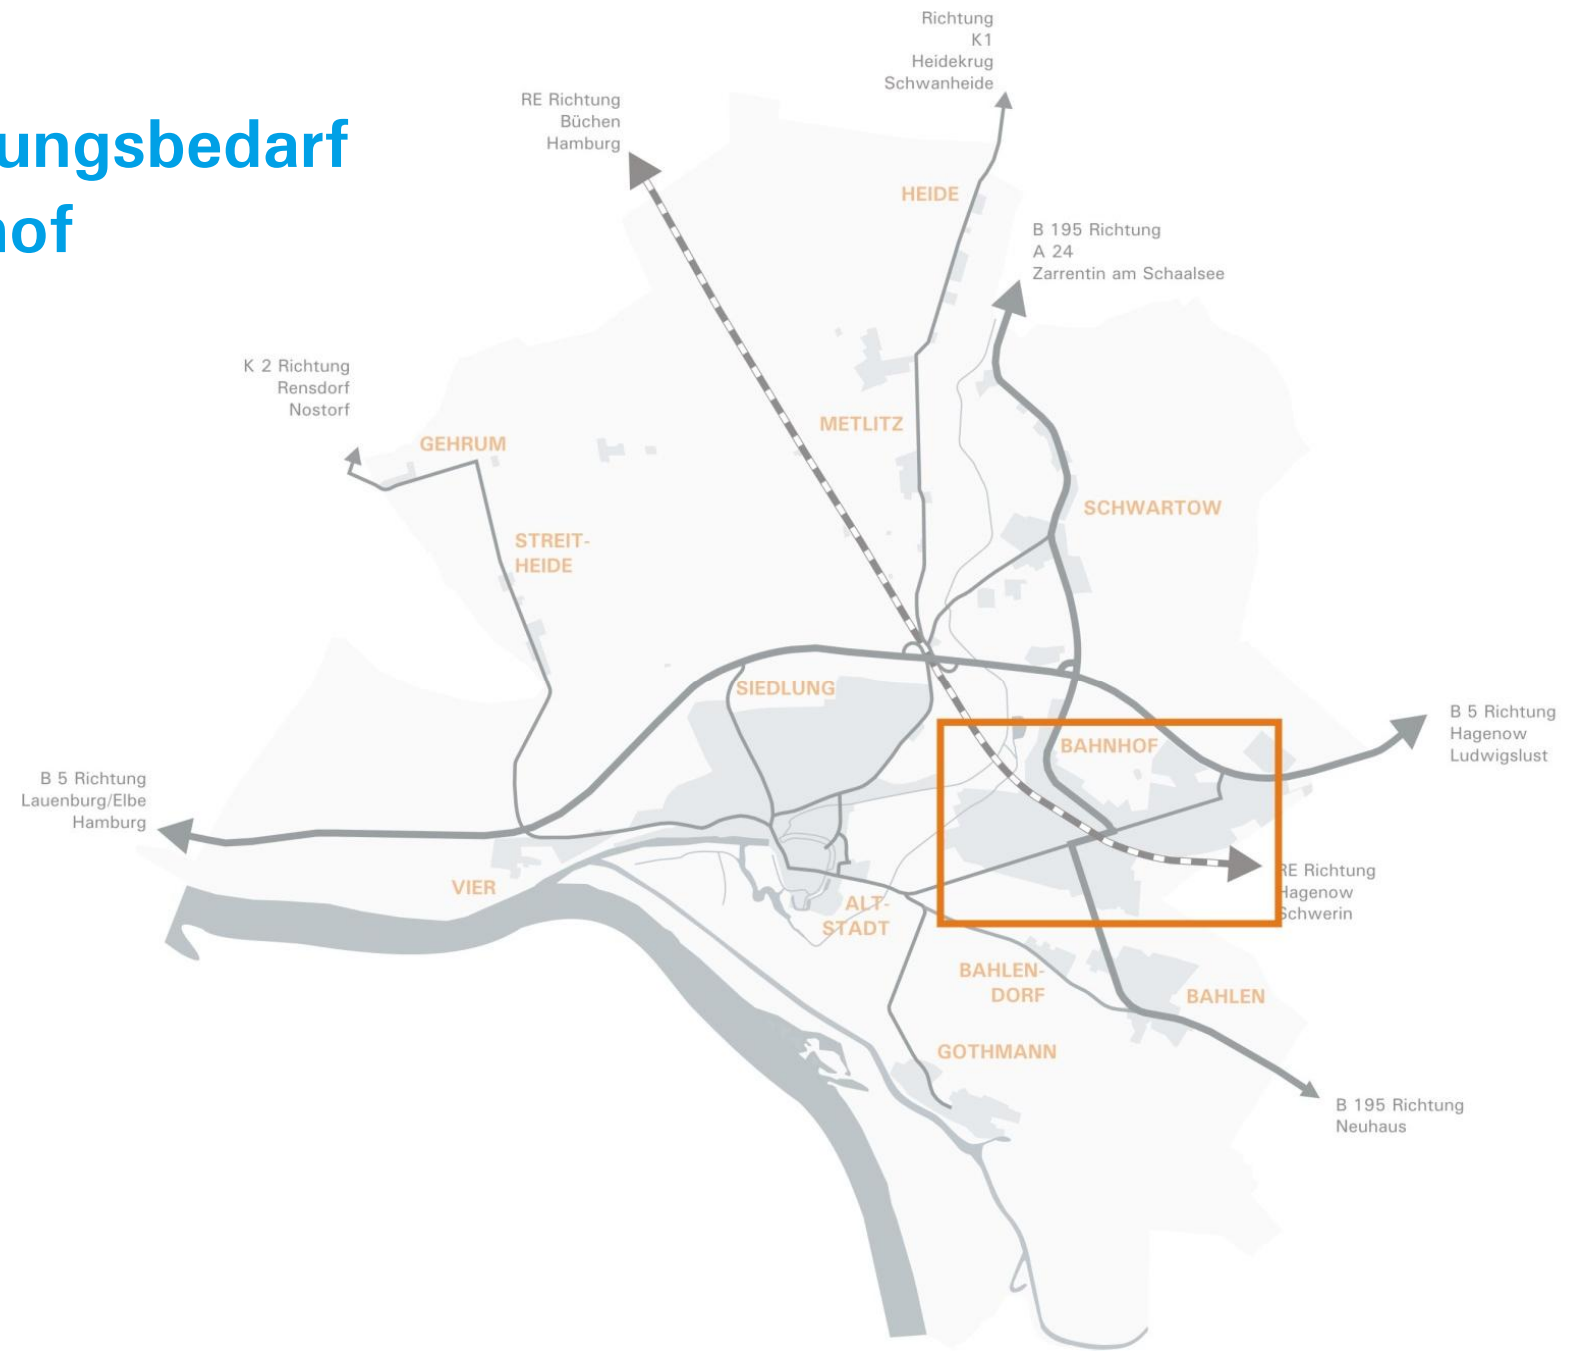 ungsbedarf
hof
Richtung
K1
Heidekrug
Schwanheide
RE Richtung
Büchen
Hamburg
HEIDE
B 195 Richtung
A 24
Zarrentin am Schaalsee
K 2 Richtung
Rensdorf
Nostorf
GEHRUM
METLITZ
SCHWARTOW
STREIT-
HEIDE
SIEDLUNG
BAHNHOF
B 5 Richtung
Hagenow
Ludwigslust
B 5 Richtung
Lauenburg/Elbe
Hamburg
VIER
ALT-
STADT
RE Richtung
Hagenow
Schwerin
BAHLEN-
DORF
BAHLEN
GOTHMANN
B 195 Richtung
Neuhaus